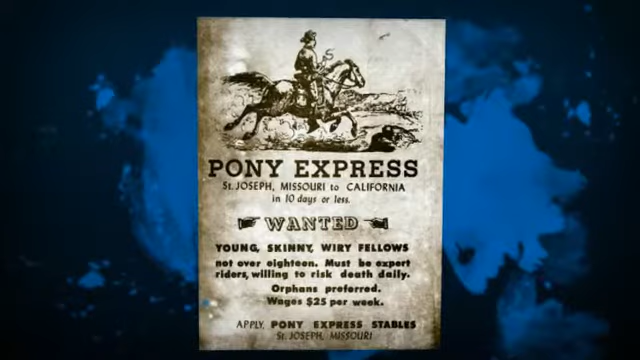 PONY EXPRESS
St. JOSEPH, MISSOURI to CALIFORNIA
in 10 days or less.
WANTED
YOUNG, SKINNY, WIRY FELLOWS
not over eighteen. Must be expert
riders, willing to risk death daily.
Orphans preferred.
Wages $25 per week.
APPLY, PONY EXPRESS STABLES
St. JOSEPH, MISSOURI